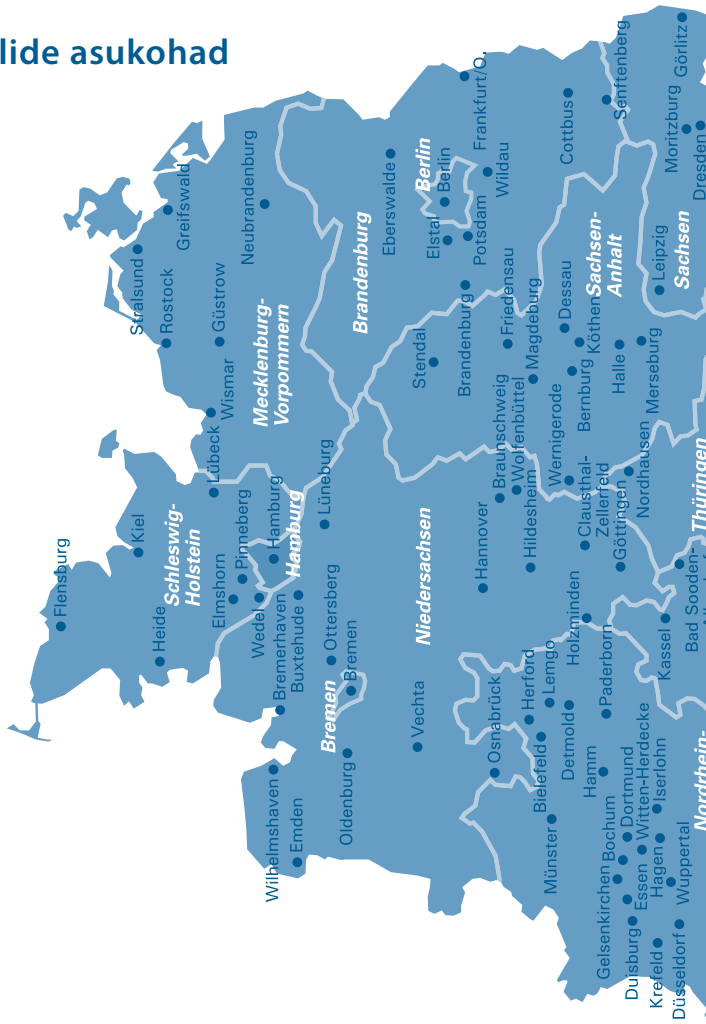 lide asukohad
Flensburg
Kiel
Heide
Schleswig-
Holstein
Elmshorn
Pinneberg
Wedel
Hamburg
Hamburg
Lübeck
Wismar
Rostock
Stralsund
Greifswald
Güstrow
Neubrandenburg
Mecklenburg-
Vorpommern
Bremerhaven
Buxtehude
Lüneburg
Wilhelmshaven
Emden
Oldenburg
Bremen
Ottersberg
Bremen
Vechta
Niedersachsen
Hannover
Osnabrück
Braunschweig
Wolfenbüttel
Hildesheim
Clausthal-
Zellerfeld
Göttingen
Holzminden
Brandenburg
Eberswalde
Berlin
Berlin
Elstal
Potsdam
Frankfurt/O.
Wildau
Brandenburg
Cottbus
Senftenberg
Stendal
Friedensau
Magdeburg
Dessau
Köthen
Sachsen-
Anhalt
Wernigerode
Bernburg
Halle
Merseburg
Nordhausen
Leipzig
Sachsen
Moritzburg
Görlitz
Dresden
Thüringen
Kassel
Bad Sooden-
Herford
Lemgo
Bielefeld
Detmold
Paderborn
Münster
Hamm
Gelsenkirchen
Bochum
Dortmund
Witten-Herdecke
Iserlohn
Essen
Hagen
Duisburg
Krefeld
Wuppertal
Düsseldorf
Nordrhein-